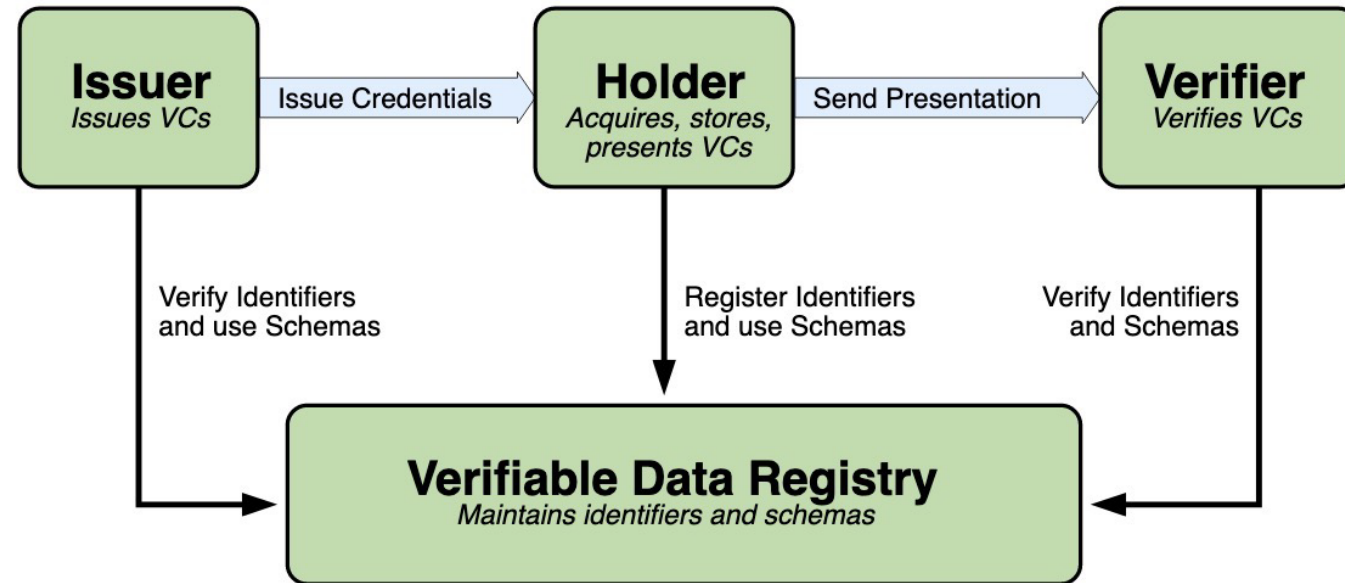 Issuer
Issues VCs
Issue Credentials
Holder
Acquires, stores,
presents VCs
Send Presentation
Verifier
Verifies VCs
Verify Identifiers
and use Schemas
Register Identifiers
and use Schemas
Verify Identifiers
and Schemas
Verifiable Data Registry
Maintains identifiers and schemas